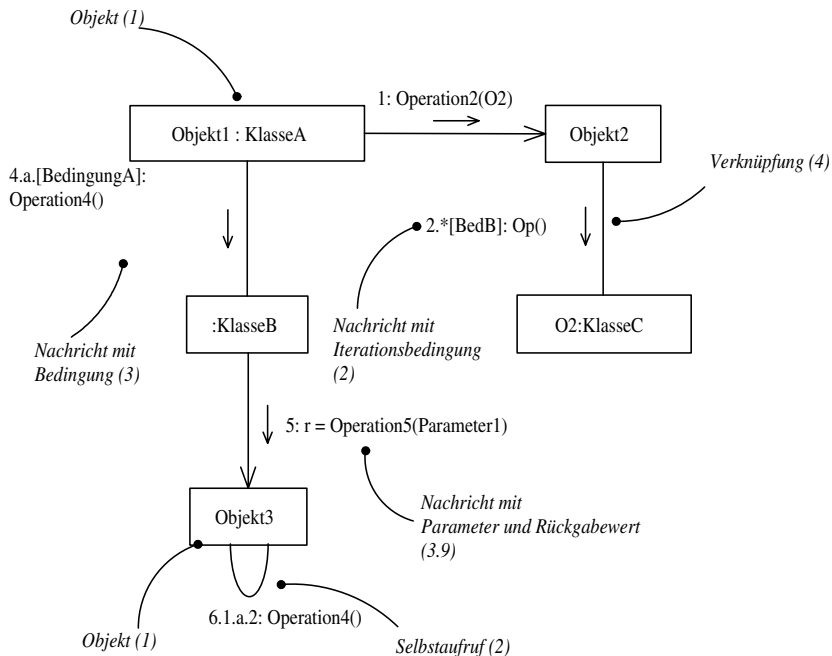 Objekt (1)
1: Operation2(O2)
Objekt1 : KlasseA
Objekt2
4.a.[BedingungA]:
Operation4()
Verknüpfung (4)
2.*[BedB]: Op()
:KlasseB
O2:KlasseC
Nachricht mit
Bedingung (3)
Nachricht mit
Iterationsbedingung
(2)
5: r = Operation5(Parameter1)
Objekt3
Nachricht mit
Parameter und Rückgabewert
(3.9)
6.1.a.2: Operation4()
Objekt (1)
Selbstaufruf (2)